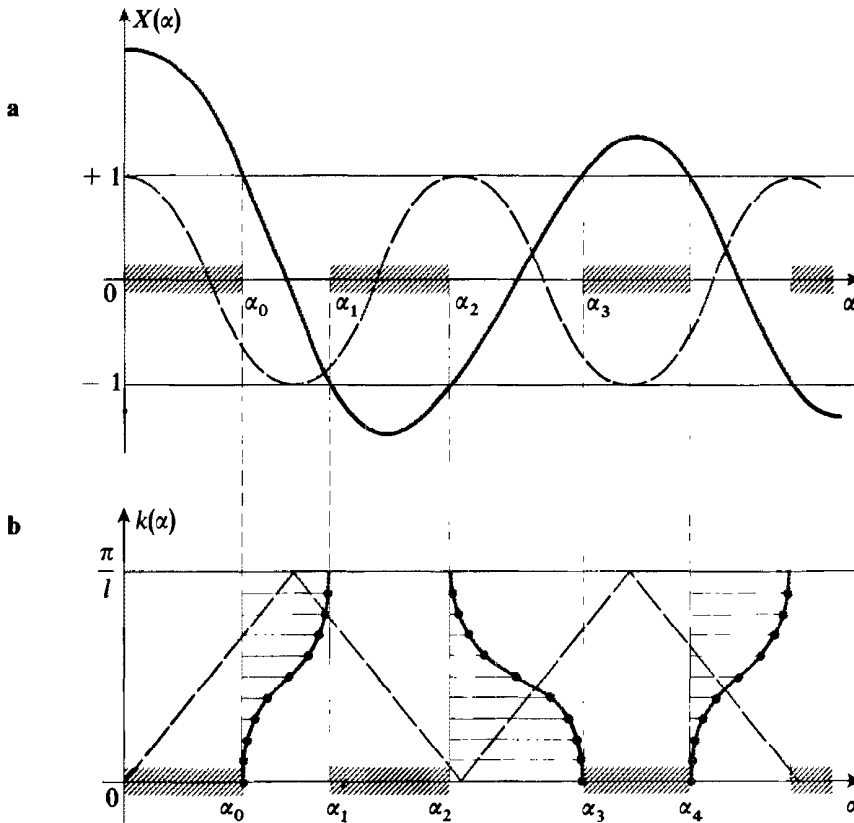 X(α)
a
+ 1
0 α₀ α₁ α₂ α₃ α
− 1
b
k(α)
π
l
0 α₀ α₁ α₂ α₃ α₄ α